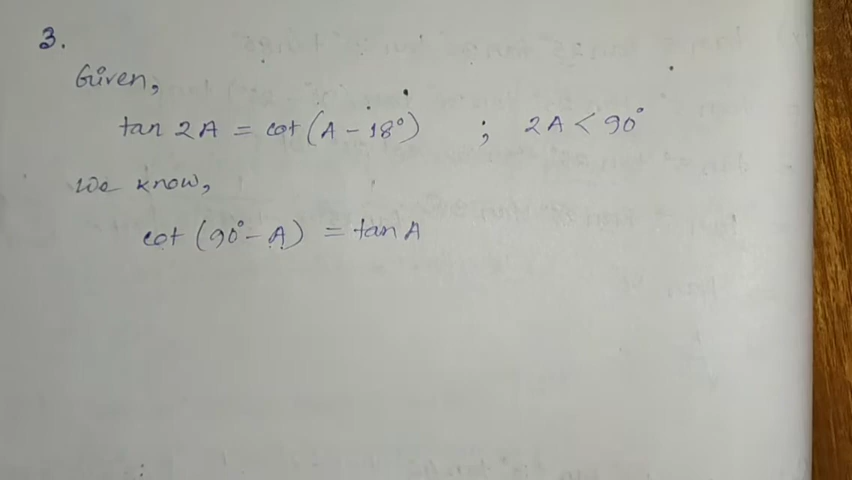 3.
Given,
tan 2A = cot (A - 18°) ; 2A < 90°
We know,
cot (90° - A) = tan A